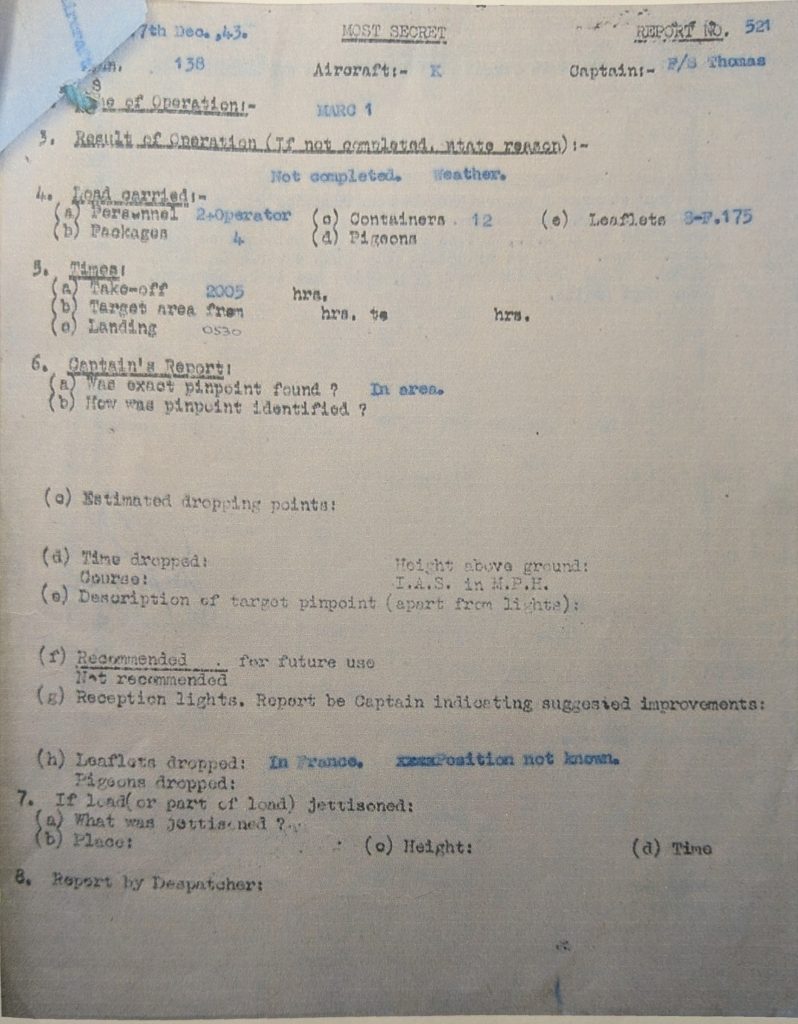 7th Dec.,43. MOST SECRET REPORT NO. 521
138 Aircraft:- K Captain:- F/S Thomas
of Operation:- MARC 1
3. Result of Operation (If not completed, state reason):-
Not completed. Weather.
4. Load carried:-
(a) Personnel 2+Operator (c) Containers . 12 (e) Leaflets S-F.175
(b) Packages 4 (d) Pigeons
5. Times:
(a) Take-off 2005 hrs.
(b) Target area from hrs. to hrs.
(c) Landing 0530
6. Captain's Report:
(a) Was exact pinpoint found ? In area.
(b) How was pinpoint identified ?
(c) Estimated dropping points:
(d) Time dropped: Height above ground:
Course: I.A.S. in M.P.H.
(e) Description of target pinpoint (apart from lights):
(f) Recommended . for future use
Not recommended
(g) Reception lights. Report be Captain indicating suggested improvements:
(h) Leaflets dropped: In France. xxxxPosition not known.
Pigeons dropped:
7. If load(or part of load) jettisoned:
(a) What was jettisoned ?
(b) Place: (c) Height: (d) Time
8. Report by Despatcher: